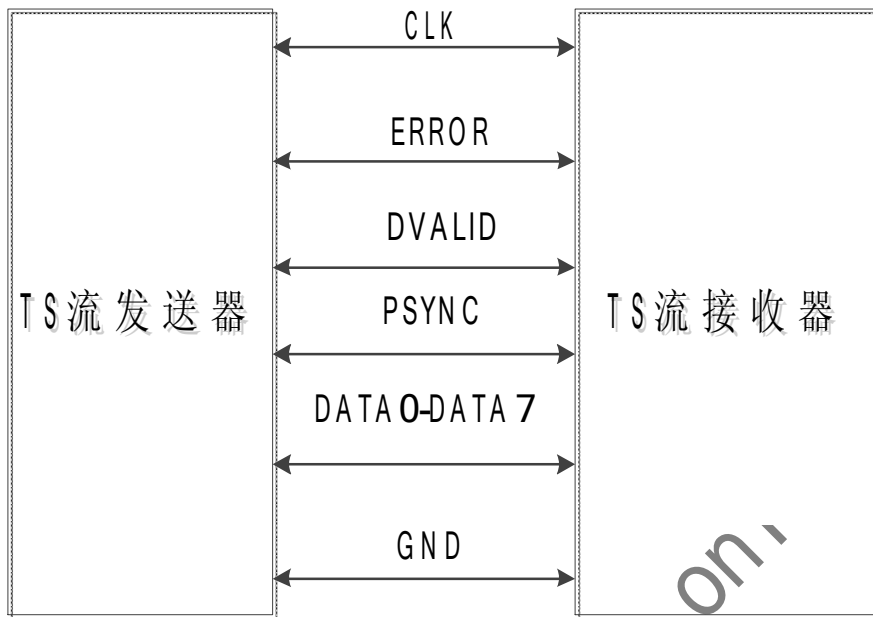 CLK
ERROR
DVALID
TS流发送器
PSYNC
TS流接收器
DATA0-DATA7
GND